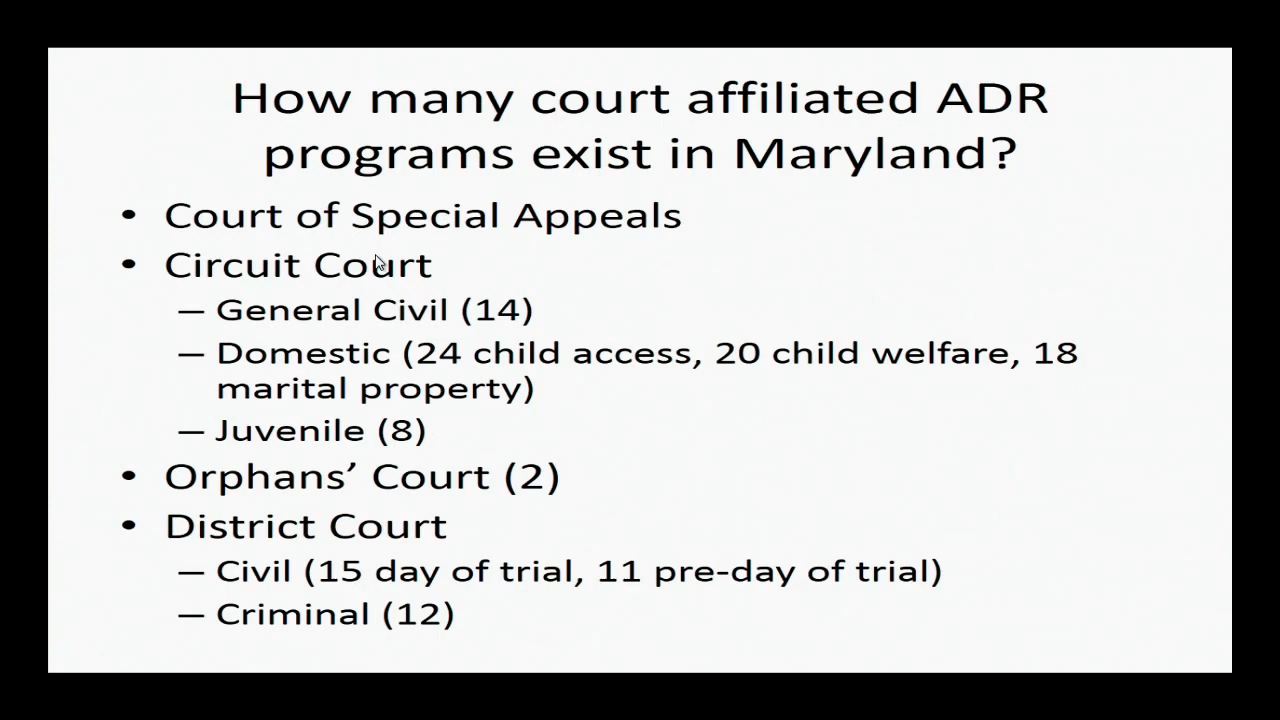 How many court affiliated ADR
programs exist in Maryland?
• Court of Special Appeals
• Circuit Court
– General Civil (14)
– Domestic (24 child access, 20 child welfare, 18
marital property)
– Juvenile (8)
• Orphans’ Court (2)
• District Court
– Civil (15 day of trial, 11 pre-day of trial)
– Criminal (12)